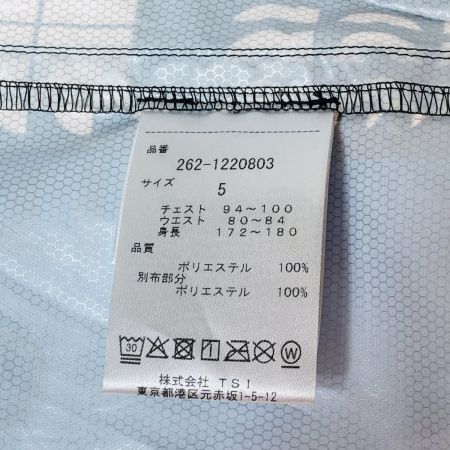 品番
262-1220803
サイズ
5
チェスト 94～100
ウエスト 80～84
身長 172～180
品質
ポリエステル 100%
別布部分
ポリエステル 100%
30 1 W
株式会社 TSI
東京都港区元赤坂1-5-12